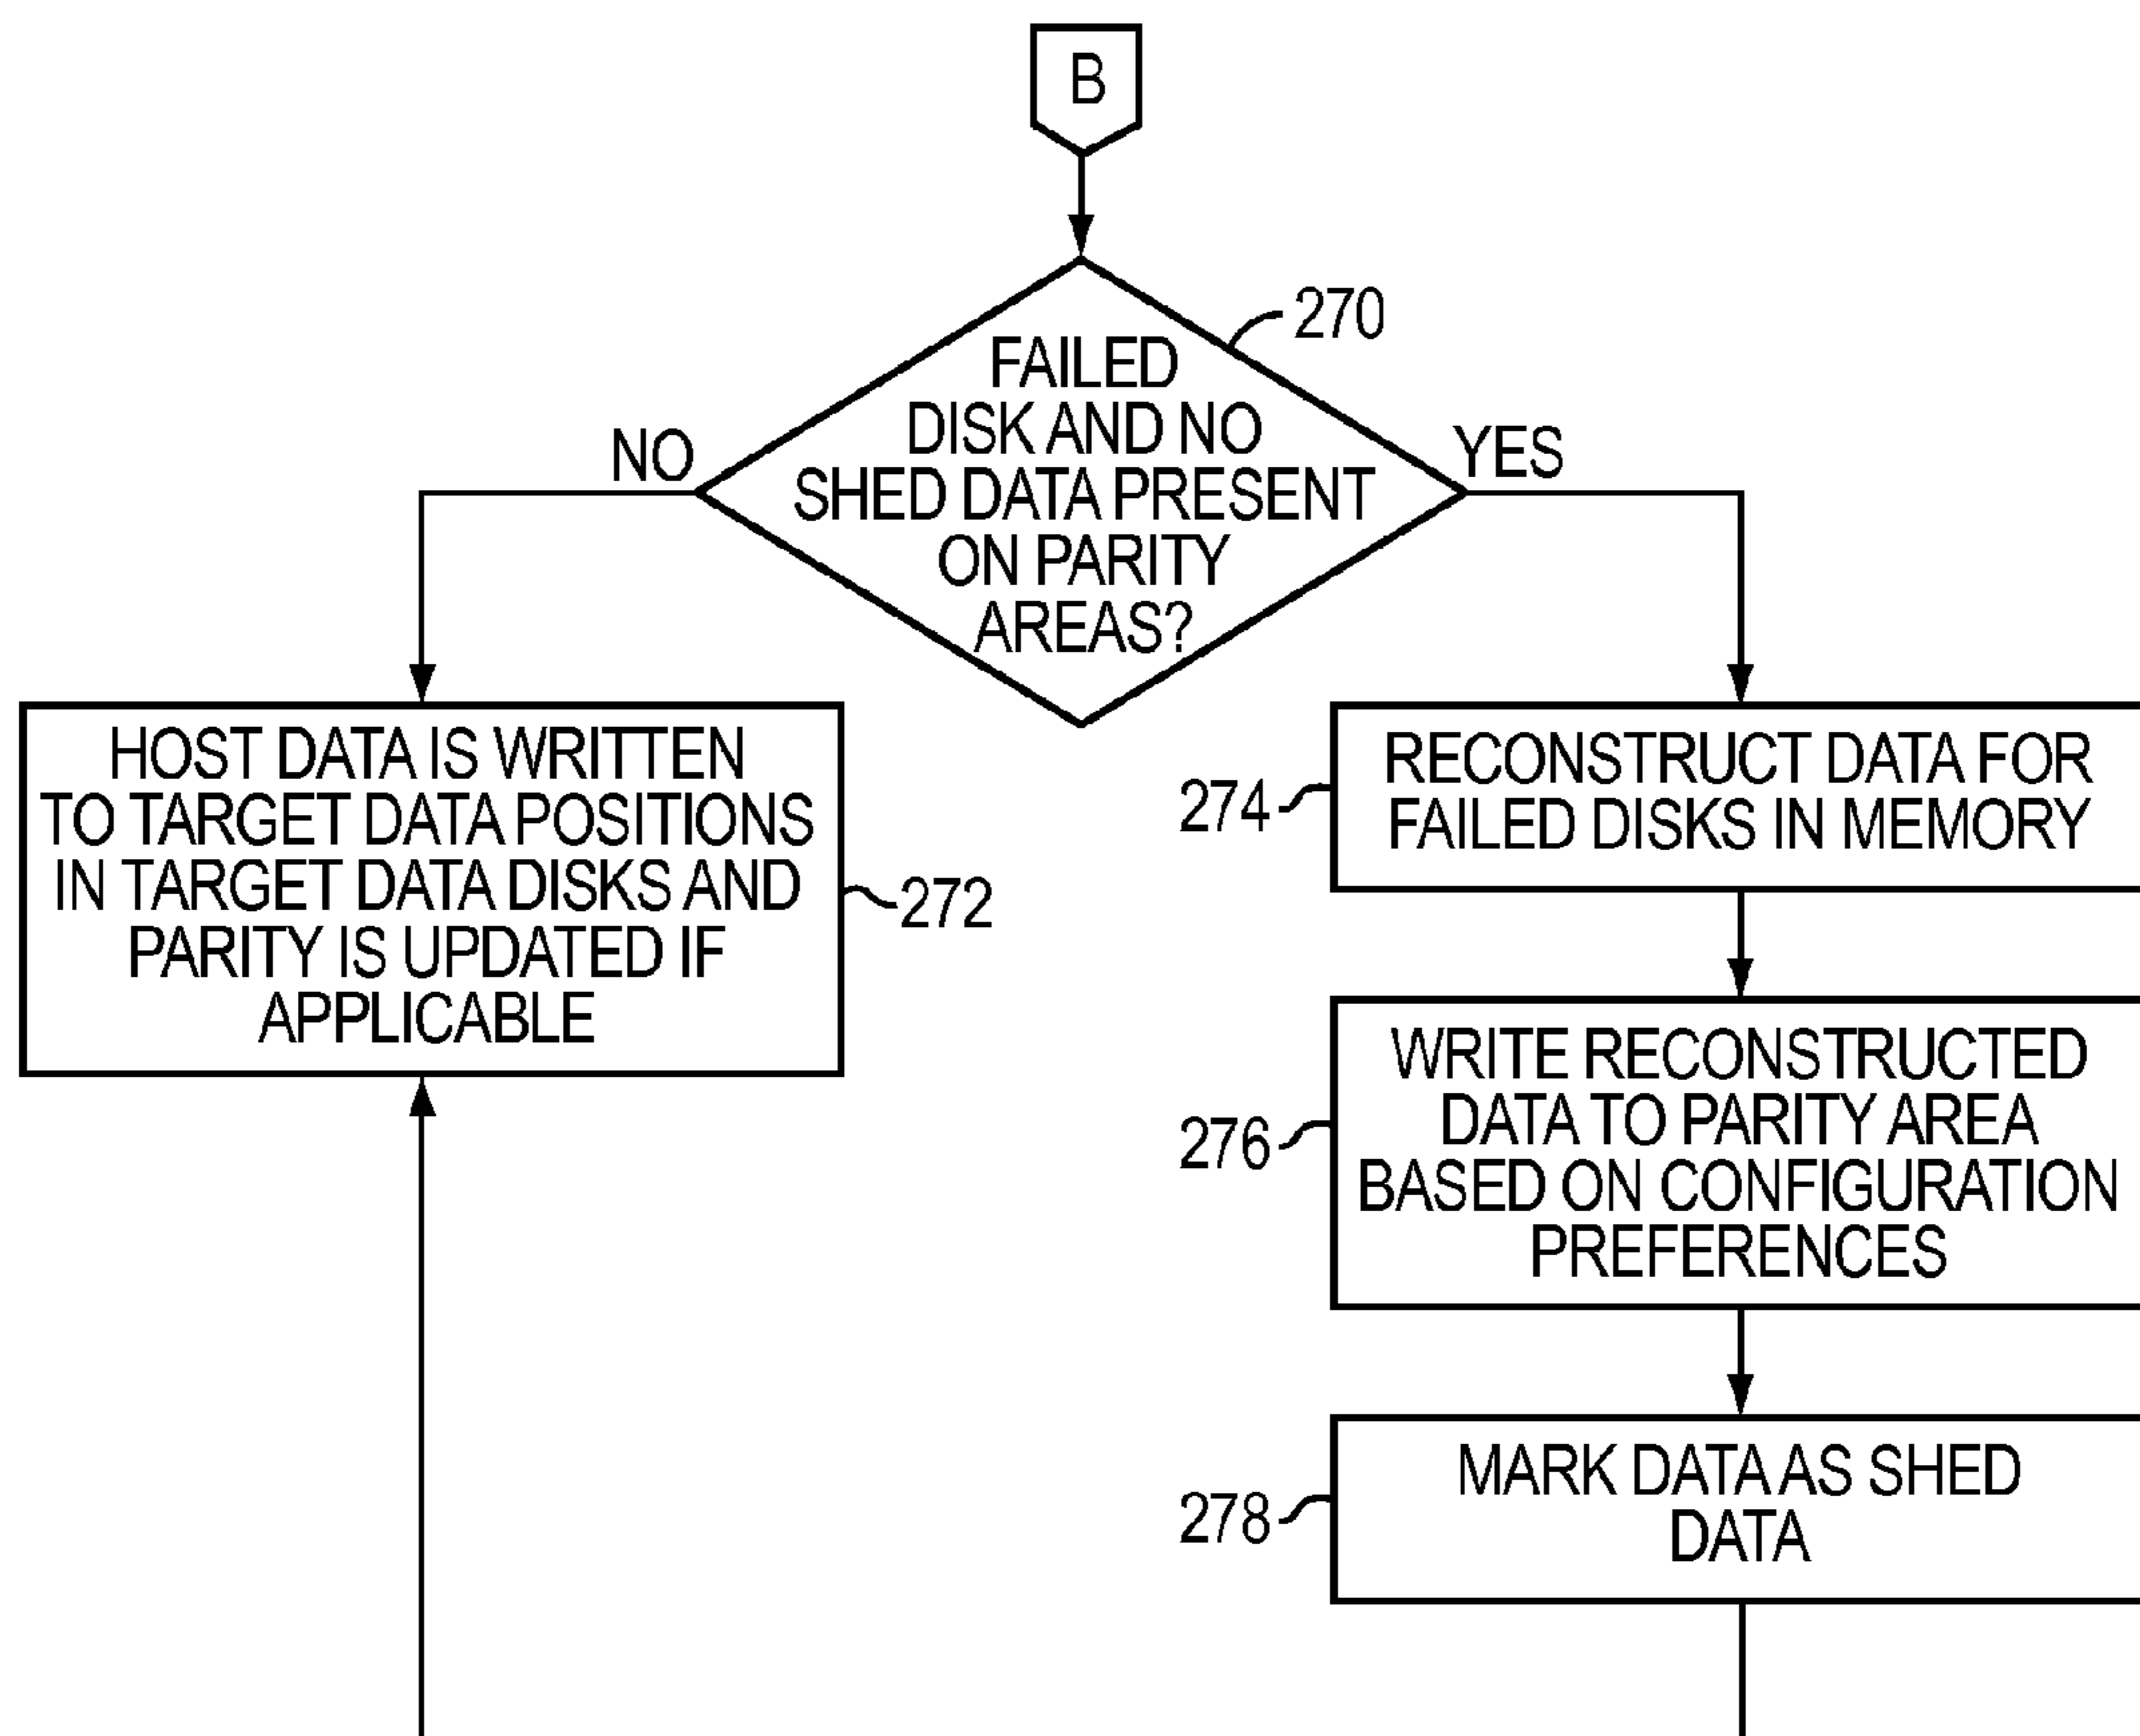 B
270
FAILED
DISK AND NO
SHED DATA PRESENT
ON PARITY
AREAS?
NO
YES
HOST DATA IS WRITTEN
TO TARGET DATA POSITIONS
IN TARGET DATA DISKS AND
PARITY IS UPDATED IF
APPLICABLE
272
274
RECONSTRUCT DATA FOR
FAILED DISKS IN MEMORY
276
WRITE RECONSTRUCTED
DATA TO PARITY AREA
BASED ON CONFIGURATION
PREFERENCES
278
MARK DATA AS SHED
DATA